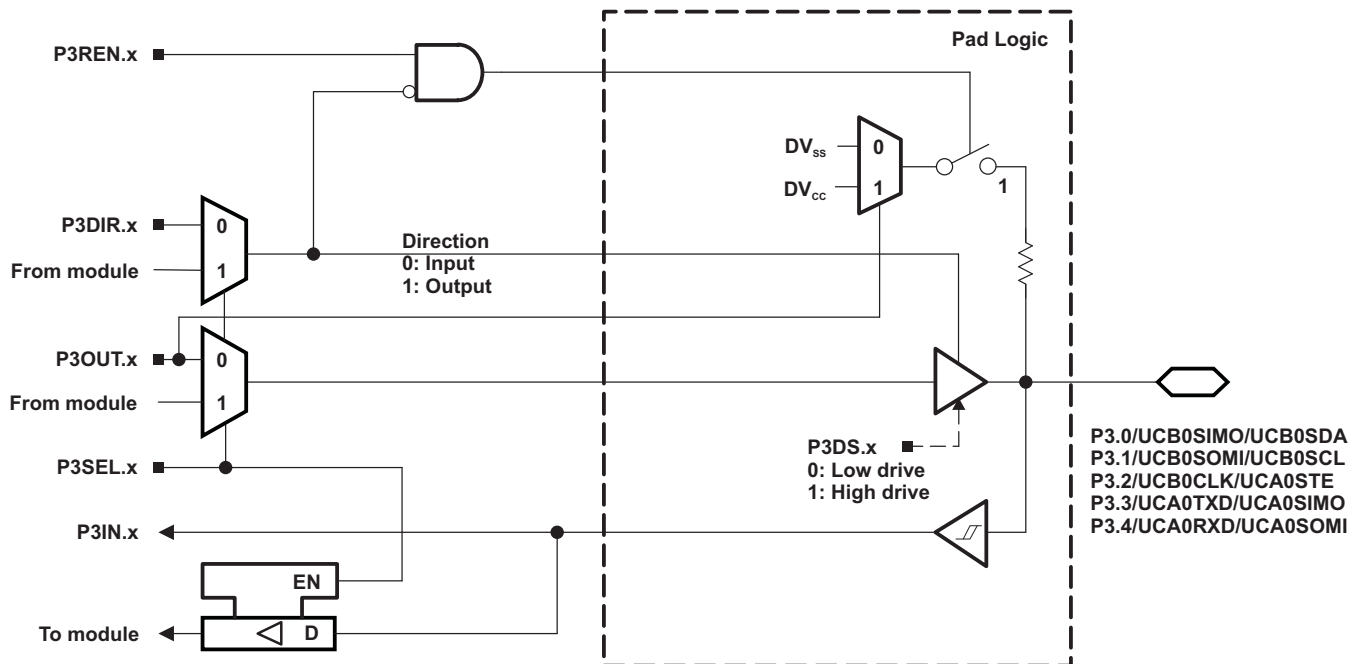 P3REN.x
Pad Logic
DVss
0
DVcc
1
1
P3DIR.x
0
From module
1
Direction
0: Input
1: Output
P3OUT.x
0
From module
1
P3SEL.x
P3DS.x
0: Low drive
1: High drive
P3.0/UCB0SIMO/UCB0SDA
P3.1/UCB0SOMI/UCB0SCL
P3.2/UCB0CLK/UCA0STE
P3.3/UCA0TXD/UCA0SIMO
P3.4/UCA0RXD/UCA0SOMI
P3IN.x
EN
To module
D